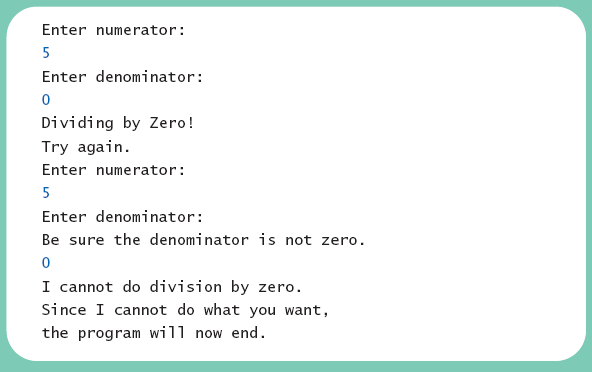 Enter numerator:
5
Enter denominator:
0
Dividing by Zero!
Try again.
Enter numerator:
5
Enter denominator:
Be sure the denominator is not zero.
0
I cannot do division by zero.
Since I cannot do what you want,
the program will now end.